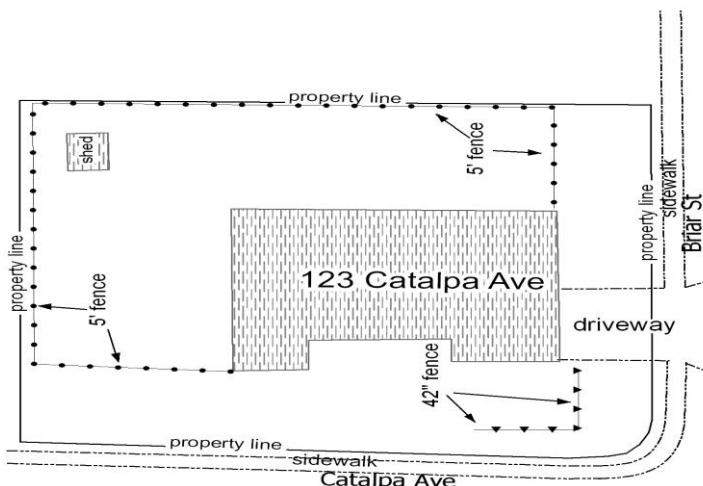 property line
shed
5' fence
property line
sidewalk
Briar St
property line
123 Catalpa Ave
driveway
5' fence
42" fence
property line
sidewalk
Catalpa Ave